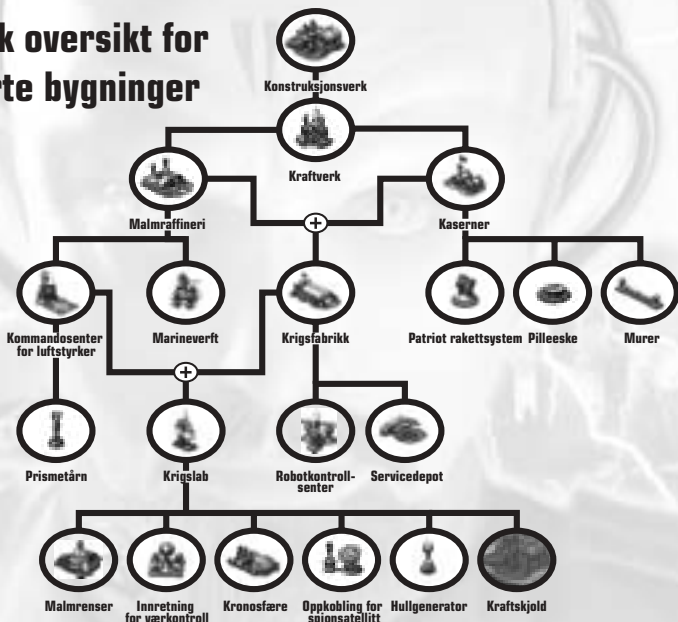 k oversikt for
te bygninger
Konstruksjonsverk
Kraftverk
Malmraffineri
+
Kaserner
Kommandosenter
for luftstyrker
Marineverft
Krigsfabrikk
Patriot rakettsystem
Pilleeske
Murer
+
Prismetårn
Krigslab
Robotkontroll-
senter
Servicedepot
Malmrenser
Innretning
for værkontroll
Kronosfære
Oppkobling for
spionsatellitt
Hullgenerator
Kraftskjold